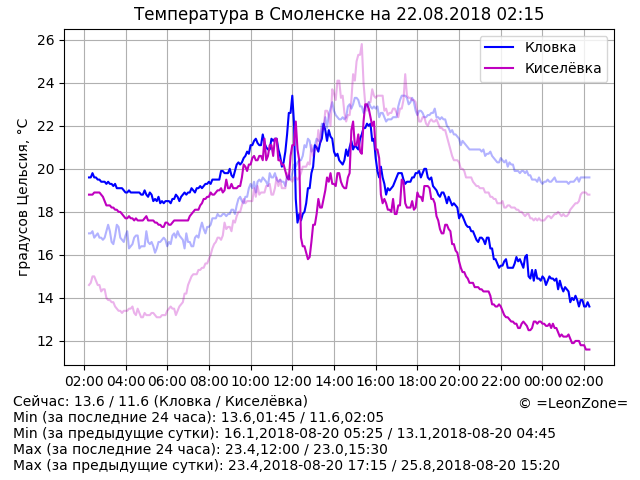 Температура в Смоленске на 22.08.2018 02:15
Кловка
Киселёвка
градусов Цельсия, °C
26
24
22
20
18
16
14
12
02:00 04:00 06:00 08:00 10:00 12:00 14:00 16:00 18:00 20:00 22:00 00:00 02:00
Сейчас: 13.6 / 11.6 (Кловка / Киселёвка)
© =LeonZone=
Min (за последние 24 часа): 13.6,01:45 / 11.6,02:05
Min (за предыдущие сутки): 16.1,2018-08-20 05:25 / 13.1,2018-08-20 04:45
Max (за последние 24 часа): 23.4,12:00 / 23.0,15:30
Max (за предыдущие сутки): 23.4,2018-08-20 17:15 / 25.8,2018-08-20 15:20